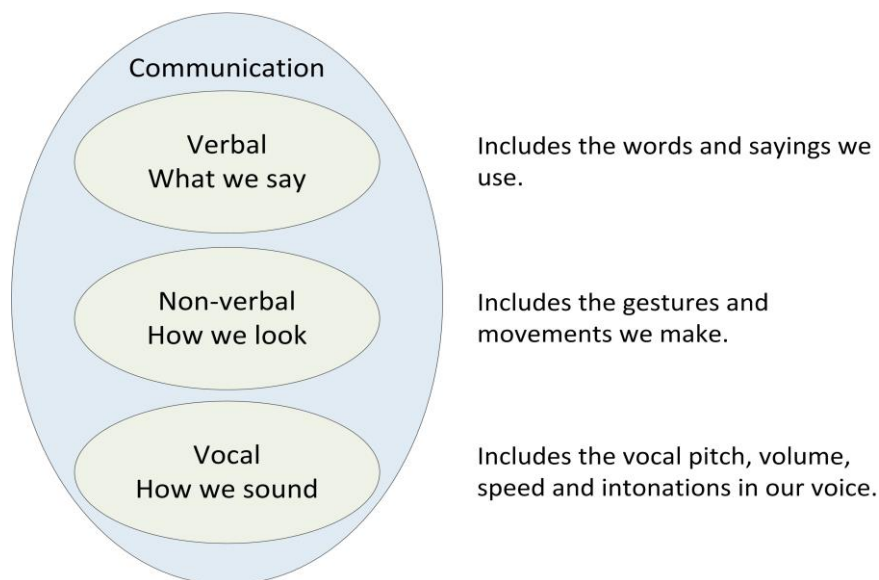 Communication
Verbal
What we say
Includes the words and sayings we
use.
Non-verbal
How we look
Includes the gestures and
movements we make.
Vocal
How we sound
Includes the vocal pitch, volume,
speed and intonations in our voice.